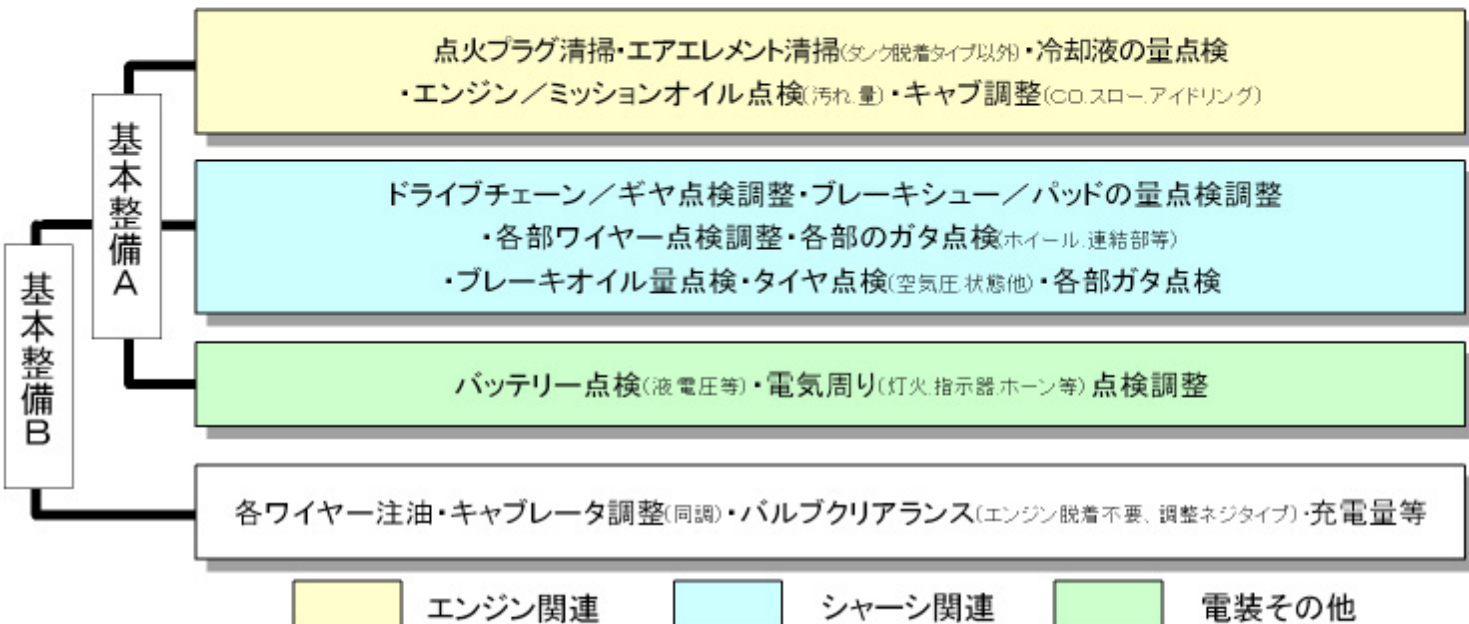 点火プラグ清掃・エアエレメント清掃(タンク脱着タイプ以外)・冷却液の量点検
・エンジン／ミッションオイル点検(汚れ.量)・キャブ調整(CO.スロー.アイドリング)
基本整備A
ドライブチェーン／ギヤ点検調整・ブレーキシュー／パッドの量点検調整
・各部ワイヤー点検調整・各部のガタ点検(ホイール.連結部等)
・ブレーキオイル量点検・タイヤ点検(空気圧.状態他)・各部ガタ点検
基本整備B
バッテリー点検(液.電圧等)・電気周り(灯火.指示器.ホーン等)点検調整
各ワイヤー注油・キャブレータ調整(同調)・バルブクリアランス(エンジン脱着不要、調整ネジタイプ)・充電量等
エンジン関連
シャーシ関連
電装その他